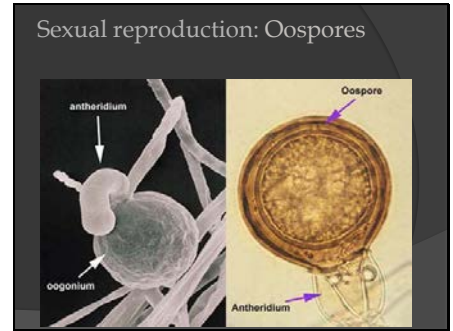 Sexual reproduction: Oospores
antheridium
oogonium
Oospore
Antheridium